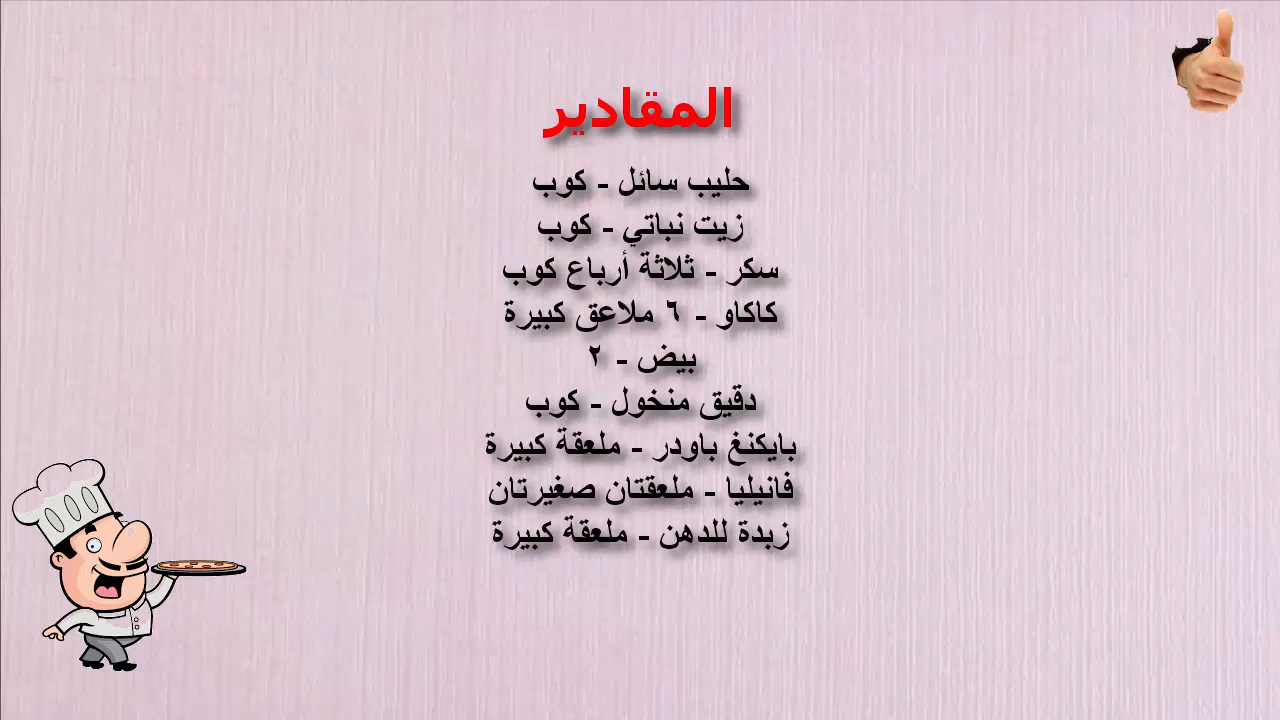 المقادير
حليب سائل - كوب
زيت نباتي - كوب
سكر - ثلاثة أرباع كوب
كاكاو - ٦ ملاعق كبيرة
بيض - ٢
دقيق منخول - كوب
بايكنغ باودر - ملعقة كبيرة
فانيليا - ملعقتان صغيرتان
زبدة للدهن - ملعقة كبيرة